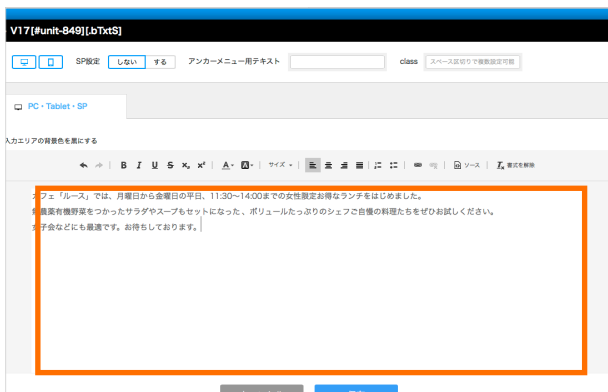 V17[#unit-849][.bTxtS]
SP設定 しない する アンカーメニュー用テキスト class スペース区切りで複数設定可能
PC・Tablet・SP
入力エリアの背景色を黒にする
B I U S x₂ x² A A サイズ ソース Ix 書式を解除
カフェ「ルース」では、月曜日から金曜日の平日、11:30〜14:00までの女性限定お得なランチをはじめました。
無農薬有機野菜をつかったサラダやスープもセットになった、ボリュールたっぷりのシェフご自慢の料理たちをぜひお試しください。
女子会などにも最適です。お待ちしております。